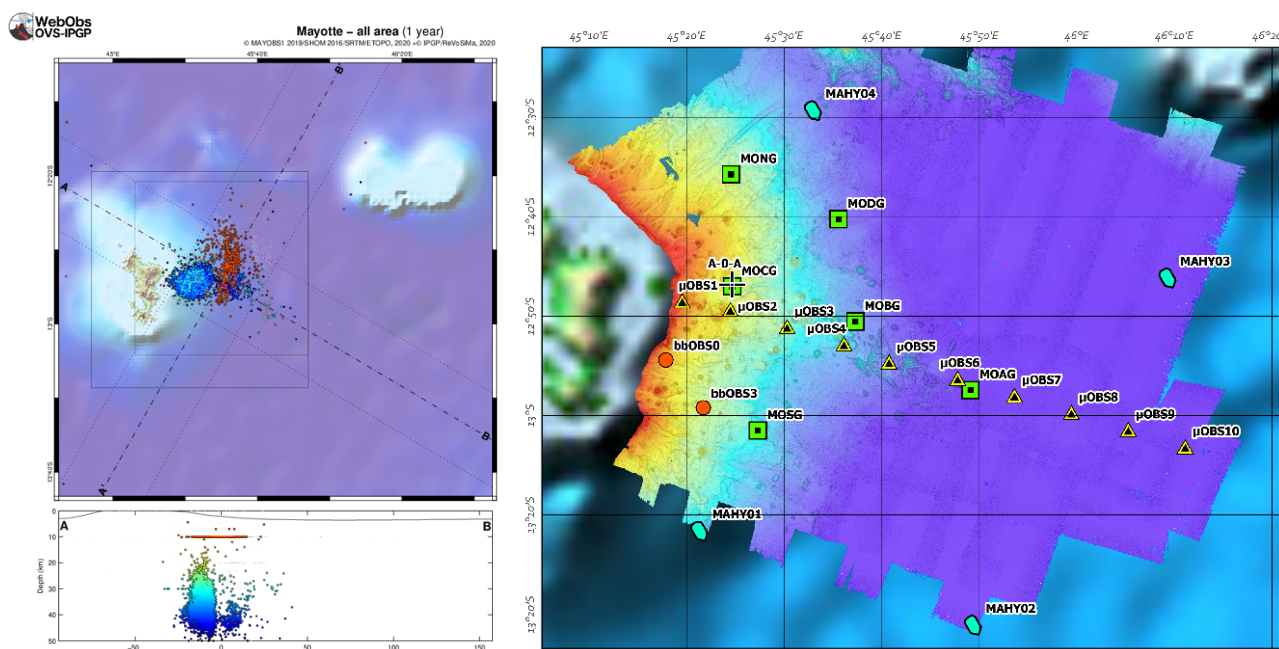 WebObs
OVS-IPGP
Mayotte – all area (1 year)
© MAYOBS1 2019/SHOM 2016/SRTM/ETOPO, 2020 +© IPGP/ReVoSiMa, 2020
45°E
45°40'E
46°20'E
12°20'S
13°S
13°40'S
A
B'
A'
B
A
B
0
10
20
30
40
50
Depth (km)
−50
0
50
100
150
45°10'E
45°20'E
45°30'E
45°40'E
45°50'E
46°E
46°10'E
46°20'E
12°30'S
12°40'S
12°50'S
13°S
13°20'S
MAHY04
MONG
MODG
MAHY03
A-0-A
MOCG
µOBS1
µOBS2
µOBS3
MOBG
µOBS4
bbOBS0
µOBS5
µOBS6
MOAG
µOBS7
bbOBS3
µOBS8
MOSG
µOBS9
µOBS10
MAHY01
MAHY02